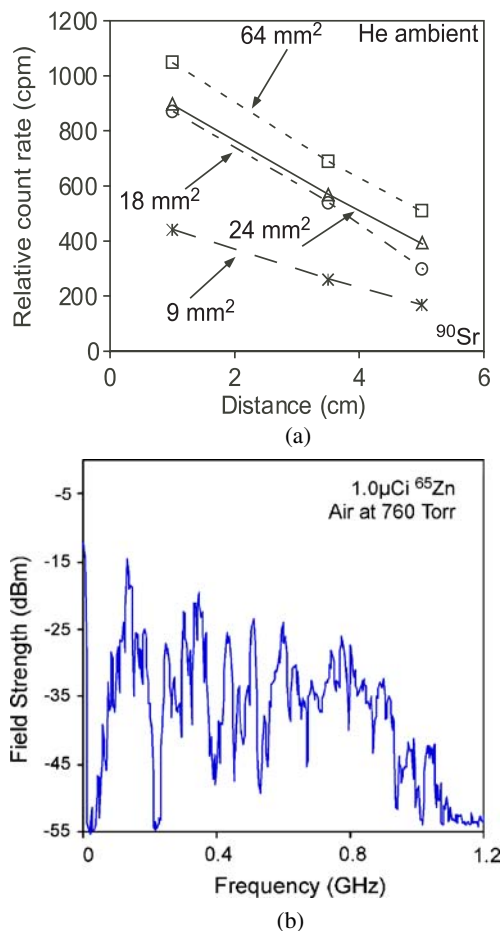 1200
1000
800
600
400
200
0
Relative count rate (cpm)
He ambient
64 mm²
18 mm²
24 mm²
9 mm²
⁹⁰Sr
0 2 4 6
Distance (cm)
(a)
-5
-15
-25
-35
-45
-55
Field Strength (dBm)
1.0μCi ⁶⁵Zn
Air at 760 Torr
0 0.4 0.8 1.2
Frequency (GHz)
(b)